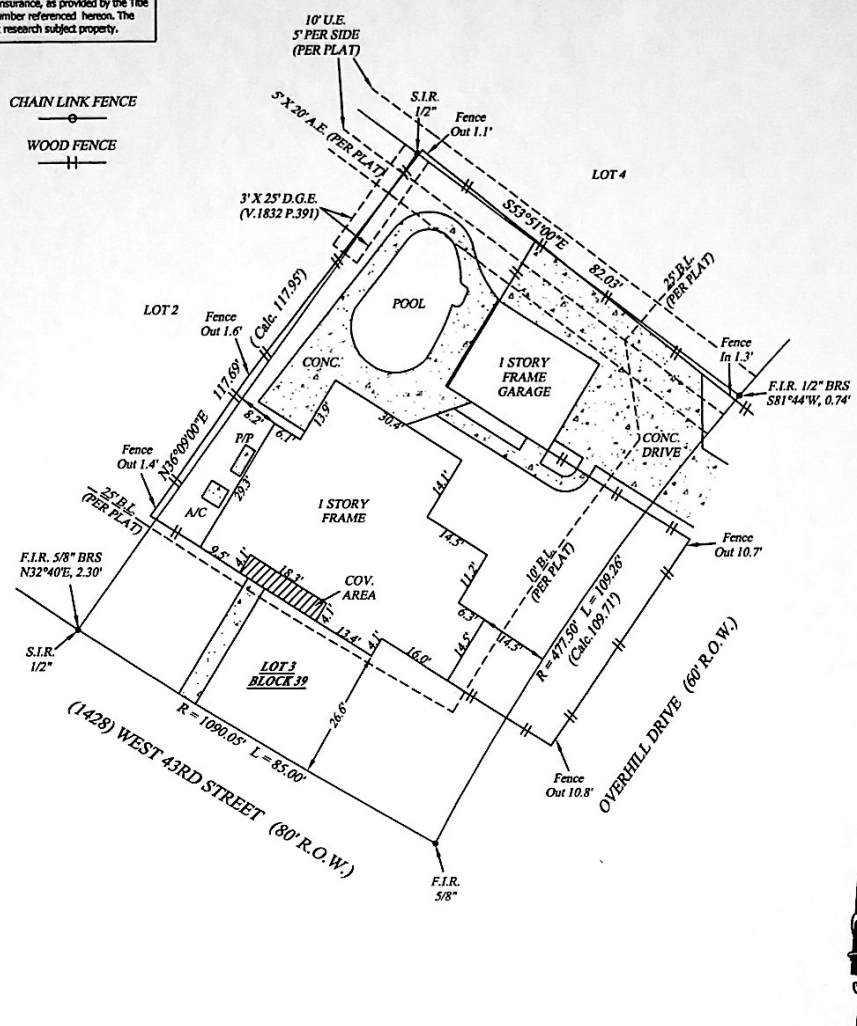 insurance, as provided by the Title
number referenced hereon. The
research subject property.
CHAIN LINK FENCE
WOOD FENCE
10' U.E.
5' PER SIDE
(PER PLAT)
S.I.R.
1/2"
Fence
Out 1.1'
5' X 20' A.E. (PER PLAT)
LOT 4
3' X 25' D.G.E.
(V.1832 P.391)
S53°51'00"E
82.03'
25' B.L.
(PER PLAT)
LOT 2
Fence
Out 1.6'
(Calc. 117.95')
POOL
Fence
In 1.3'
CONC.
1 STORY
FRAME
GARAGE
F.I.R. 1/2" BRS
S81°44'W, 0.74'
N36°09'00"E 117.69'
8.2'
6.1'
13.9'
30.4'
CONC.
DRIVE
Fence
Out 1.4'
P/P
A/C
29.3'
14.1'
1 STORY
FRAME
14.5'
25' B.L.
(PER PLAT)
Fence
Out 10.7'
F.I.R. 5/8" BRS
N32°40'E, 2.30'
9.5'
4.1'
18.3'
COV.
AREA
11.2'
10' B.L.
(PER PLAT)
4.1'
13.4'
4.1'
6.3'
14.5'
14.5'
16.0'
R = 477.50' L = 109.26'
(Calc.109.71')
S.I.R.
1/2"
LOT 3
BLOCK 39
26.6'
R = 1090.05' L = 85.00'
(1428) WEST 43RD STREET (80' R.O.W.)
OVERHILL DRIVE (60' R.O.W.)
Fence
Out 10.8'
F.I.R.
5/8"